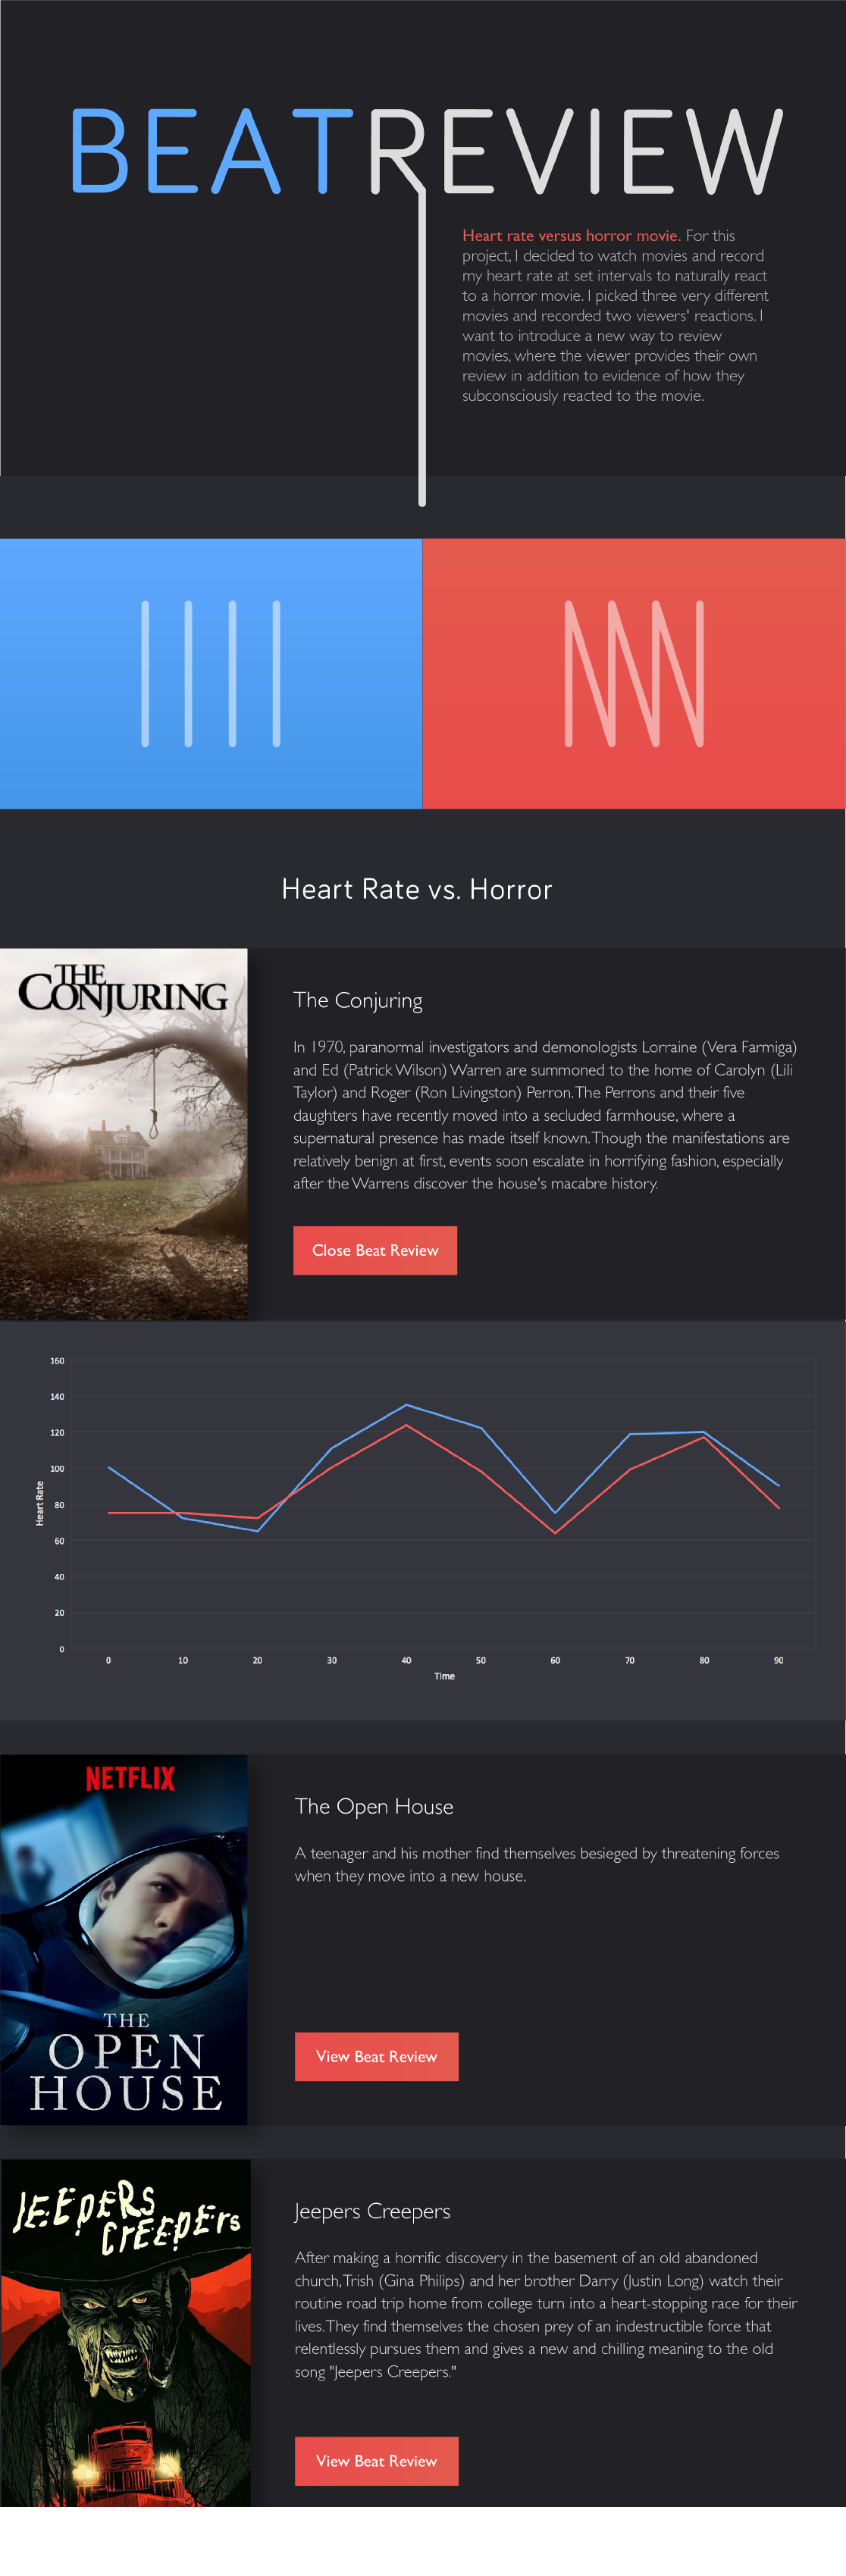 BEATREVIEW
Heart rate versus horror movie. For this
project, I decided to watch movies and record
my heart rate at set intervals to naturally react
to a horror movie. I picked three very different
movies and recorded two viewers' reactions. I
want to introduce a new way to review
movies, where the viewer provides their own
review in addition to evidence of how they
subconsciously reacted to the movie.
Heart Rate vs. Horror
THE
CONJURING
The Conjuring
In 1970, paranormal investigators and demonologists Lorraine (Vera Farmiga)
and Ed (Patrick Wilson) Warren are summoned to the home of Carolyn (Lili
Taylor) and Roger (Ron Livingston) Perron. The Perrons and their five
daughters have recently moved into a secluded farmhouse, where a
supernatural presence has made itself known. Though the manifestations are
relatively benign at first, events soon escalate in horrifying fashion, especially
after the Warrens discover the house's macabre history.
Close Beat Review
160
140
120
100
80
60
40
20
0
Heart Rate
0 10 20 30 40 50 60 70 80 90
Time
NETFLIX
THE
OPEN
HOUSE
The Open House
A teenager and his mother find themselves besieged by threatening forces
when they move into a new house.
View Beat Review
JEEPERS
CREEPERS
Jeepers Creepers
After making a horrific discovery in the basement of an old abandoned
church, Trish (Gina Philips) and her brother Darry (Justin Long) watch their
routine road trip home from college turn into a heart-stopping race for their
lives. They find themselves the chosen prey of an indestructible force that
relentlessly pursues them and gives a new and chilling meaning to the old
song "Jeepers Creepers."
View Beat Review